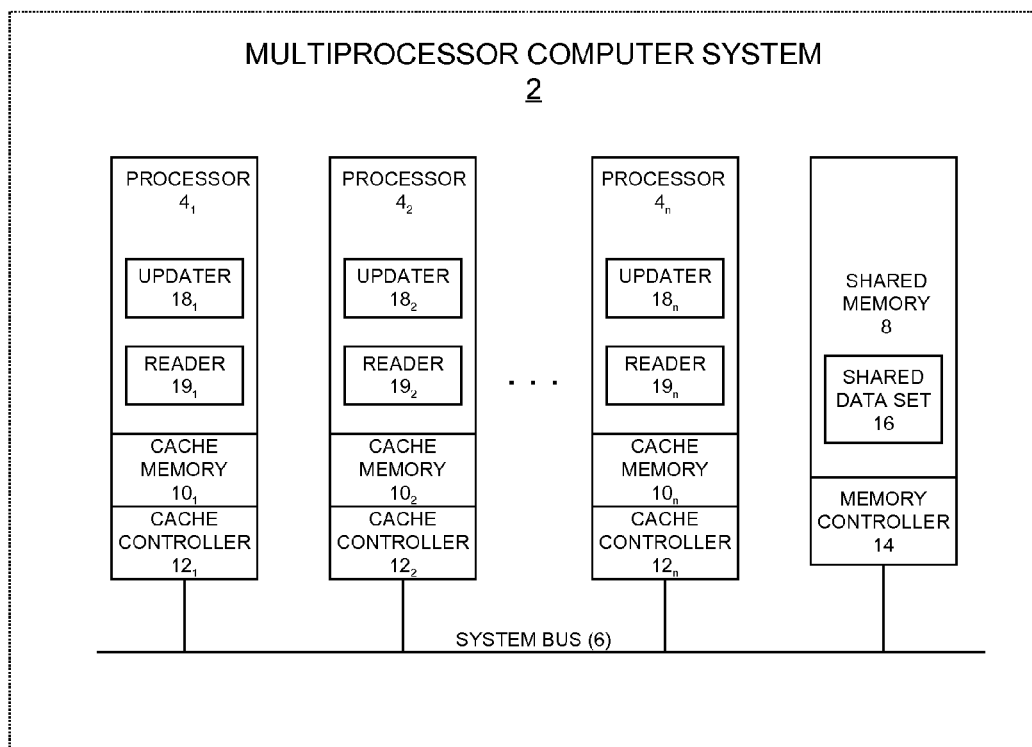 MULTIPROCESSOR COMPUTER SYSTEM
2
PROCESSOR
4₁
UPDATER
18₁
READER
19₁
CACHE
MEMORY
10₁
CACHE
CONTROLLER
12₁
PROCESSOR
4₂
UPDATER
18₂
READER
19₂
CACHE
MEMORY
10₂
CACHE
CONTROLLER
12₂
. . .
PROCESSOR
4ₙ
UPDATER
18ₙ
READER
19ₙ
CACHE
MEMORY
10ₙ
CACHE
CONTROLLER
12ₙ
SHARED
MEMORY
8
SHARED
DATA SET
16
MEMORY
CONTROLLER
14
SYSTEM BUS (6)